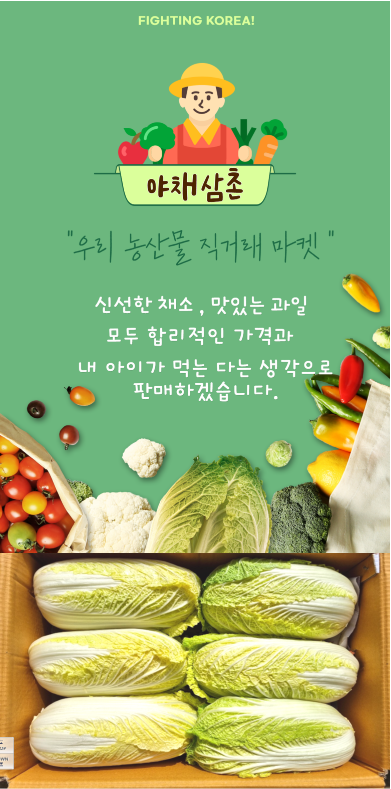 FIGHTING KOREA!
야채삼촌
"우리 농산물 직거래 마켓 "
신선한 채소 , 맛있는 과일
모두 합리적인 가격과
내 아이가 먹는 다는 생각으로
판매하겠습니다.